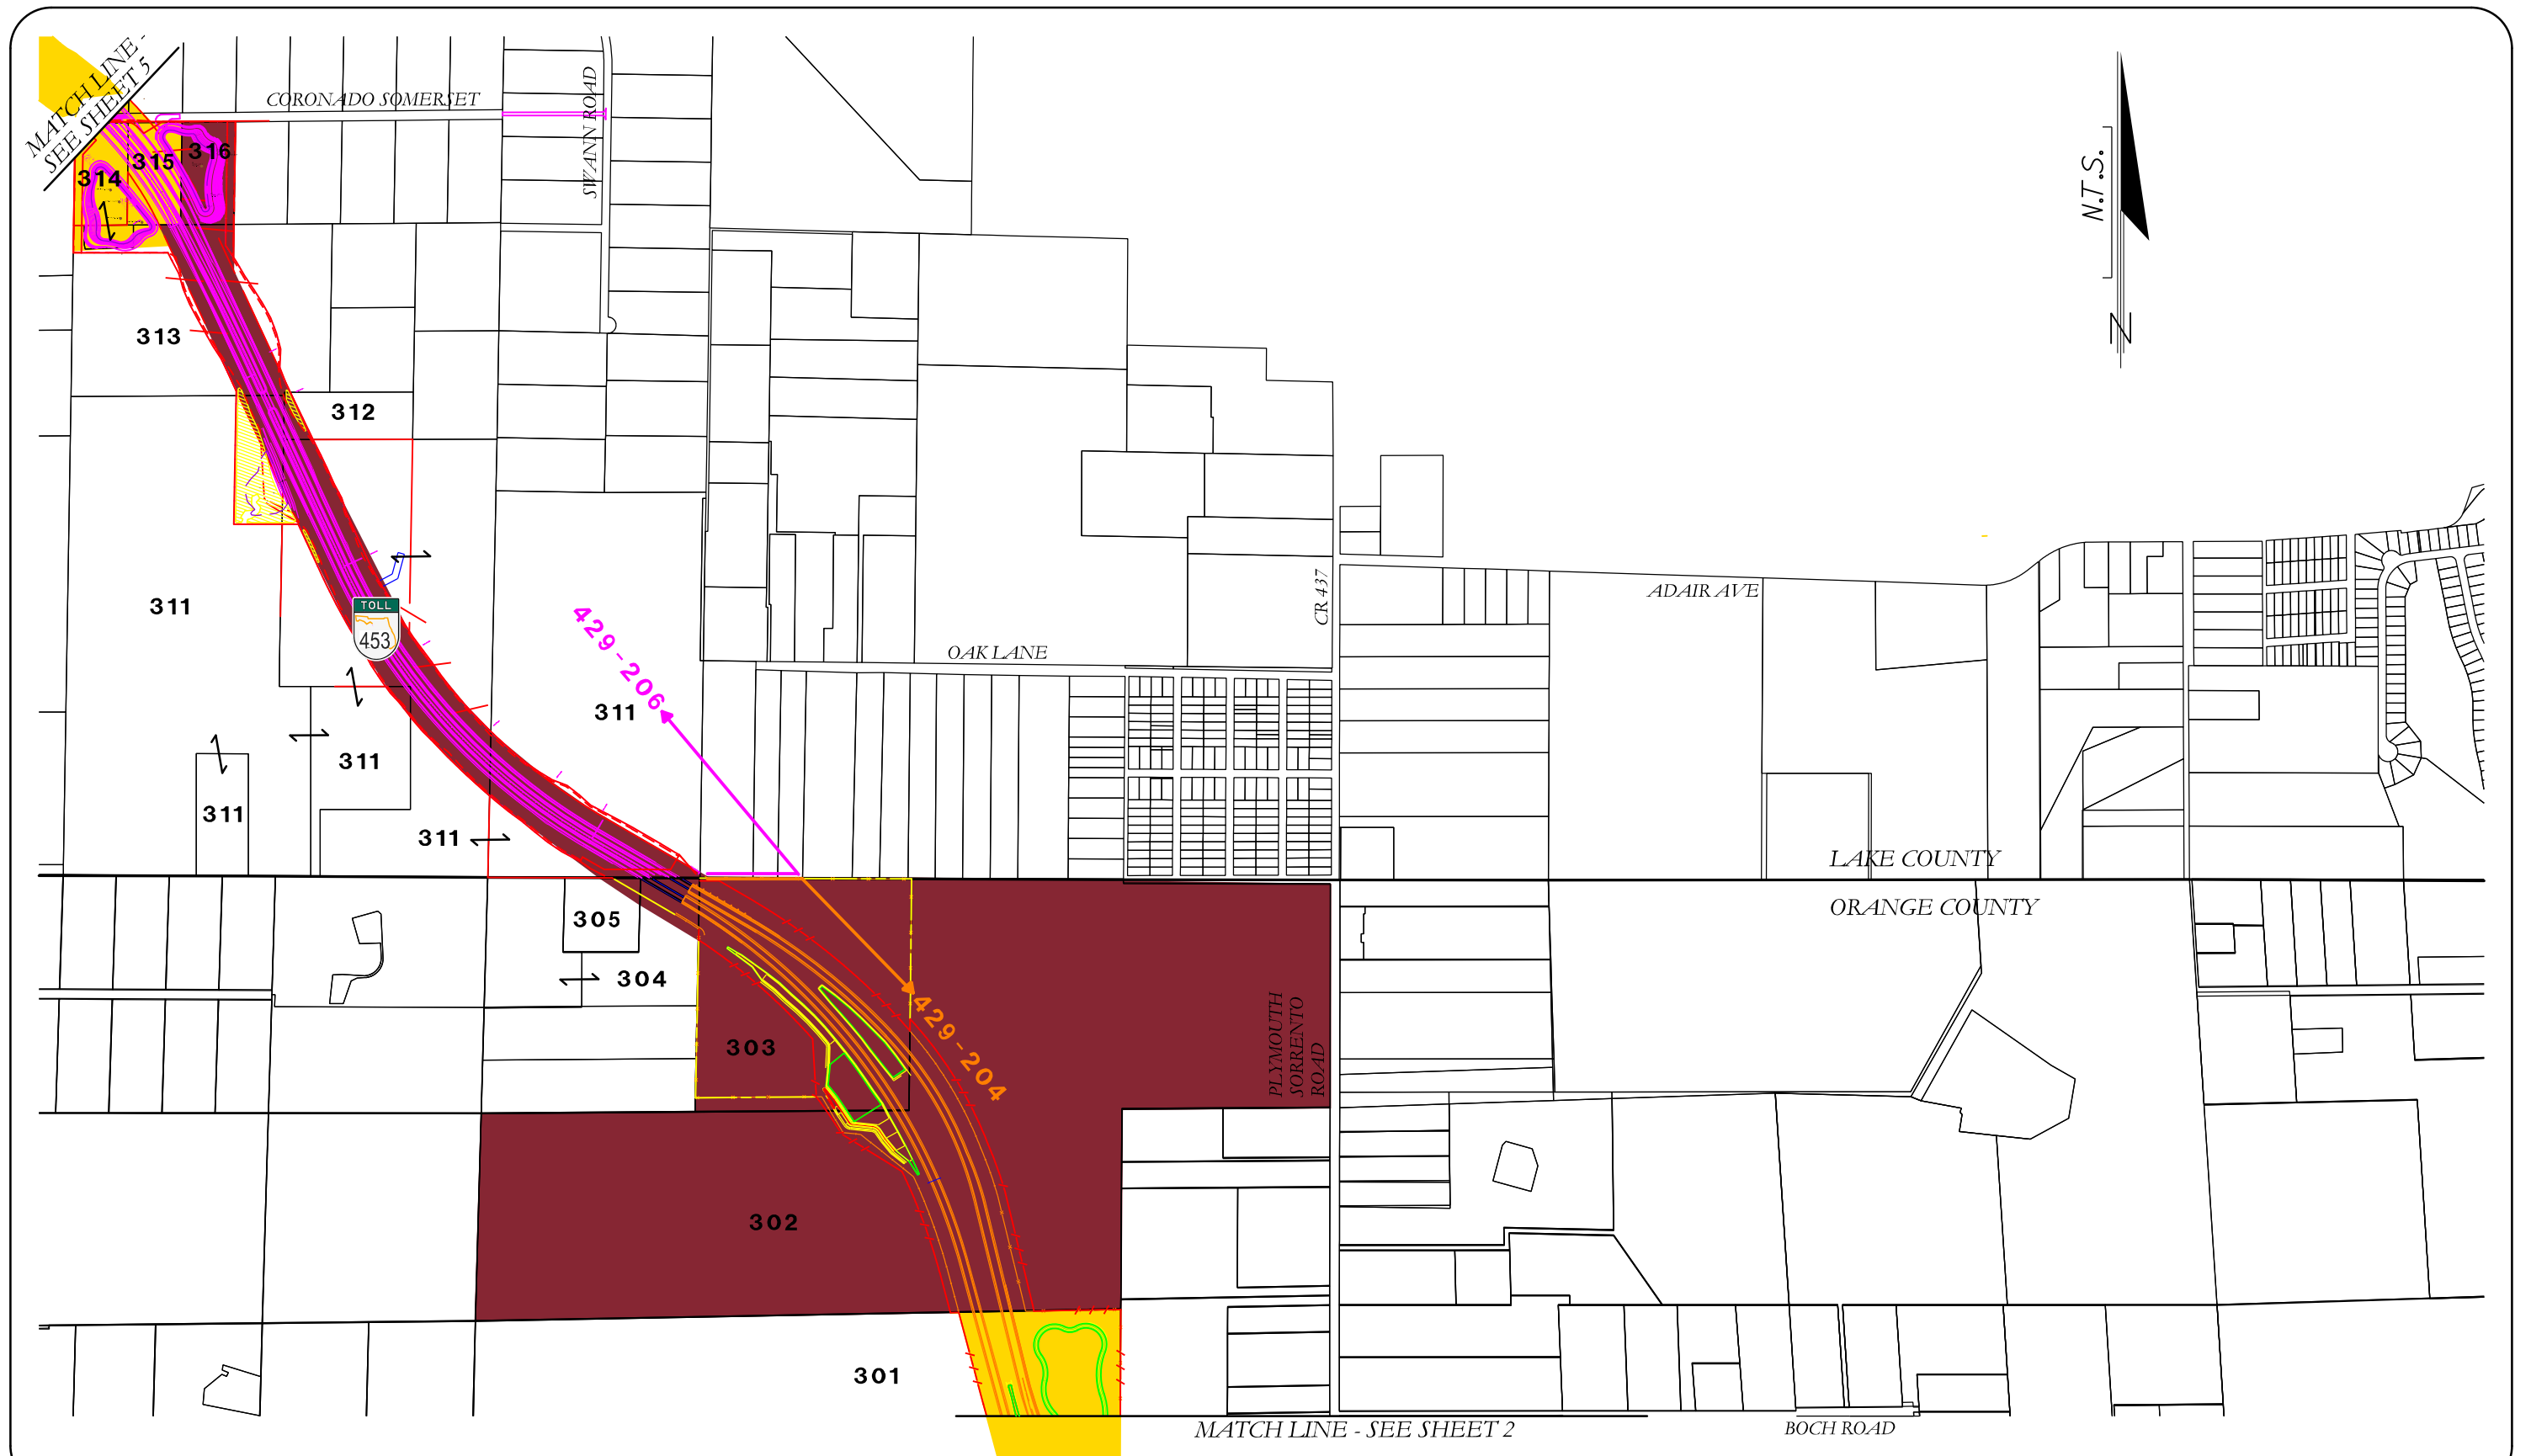 MATCH LINE -
SEE SHEET 5
CORONADO SOMERSET
SWANN ROAD
N.T.S.
N
316
315
314
313
312
311
TOLL
453
429-206
311
311
311
311
OAK LANE
CR 437
ADAIR AVE
LAKE COUNTY
ORANGE COUNTY
305
304
303
429-204
PLYMOUTH
SORRENTO
ROAD
302
301
MATCH LINE - SEE SHEET 2
BOCH ROAD